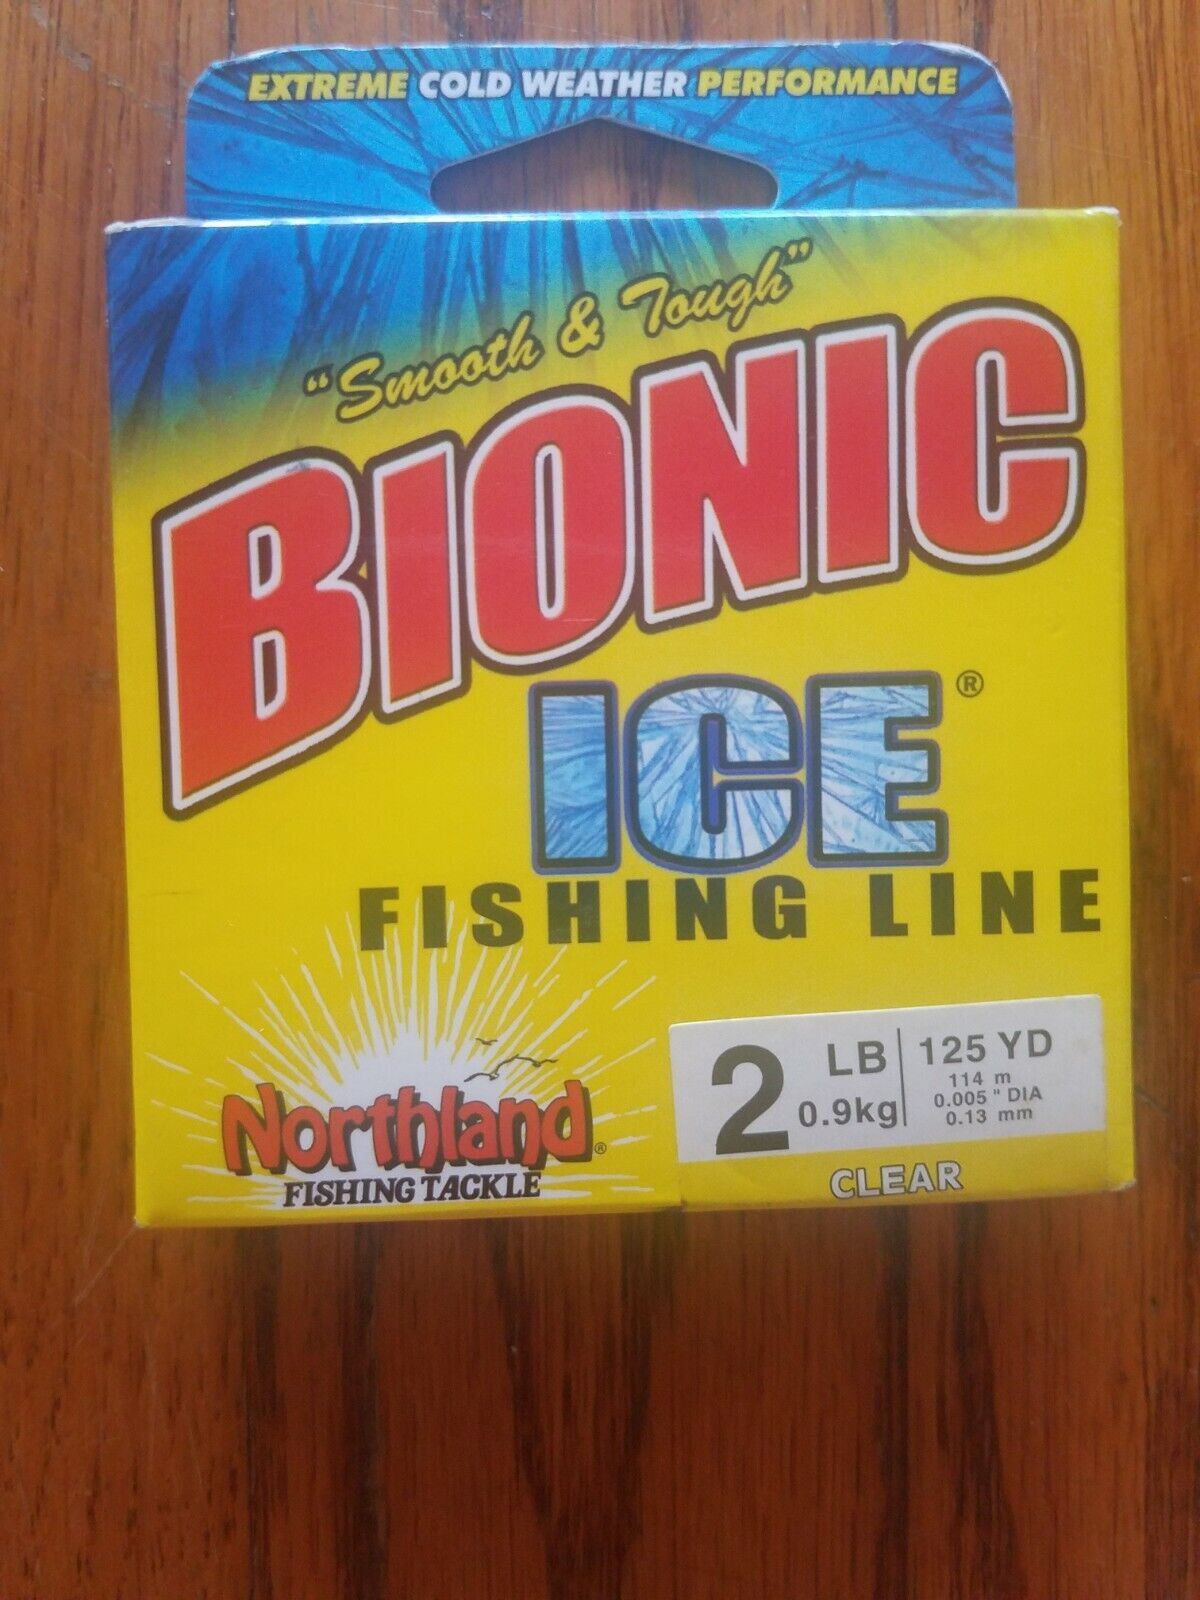 EXTREME COLD WEATHER PERFORMANCE
"Smooth & Tough"
BIONIC
ICE®
FISHING LINE
Northland®
FISHING TACKLE
2 LB
0.9kg
125 YD
114 m
0.005 " DIA
0.13 mm
CLEAR